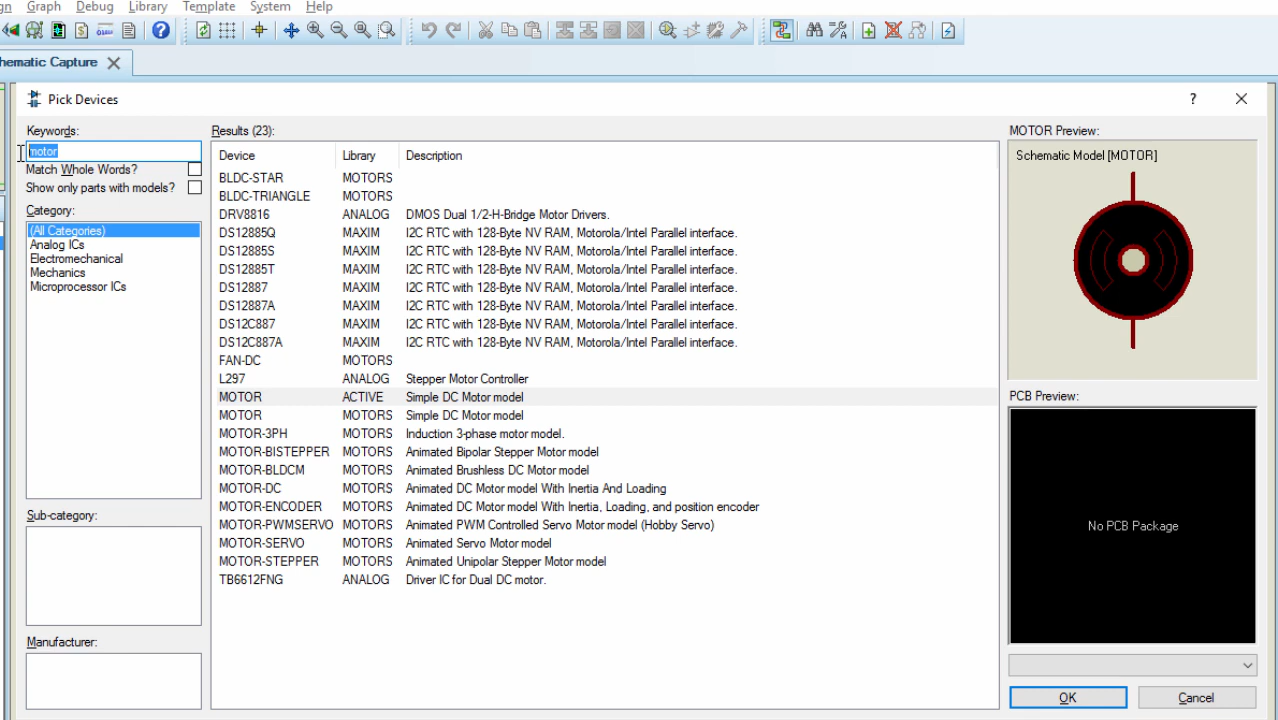 gn Graph Debug Library Template System Help
hematic Capture
Pick Devices
Keywords:
motor
Match Whole Words?
Show only parts with models?
Category:
(All Categories)
Analog ICs
Electromechanical
Mechanics
Microprocessor ICs
Sub-category:
Manufacturer:
Results (23):
Device Library Description
BLDC-STAR MOTORS
BLDC-TRIANGLE MOTORS
DRV8816 ANALOG DMOS Dual 1/2-H-Bridge Motor Drivers.
DS12885Q MAXIM I2C RTC with 128-Byte NV RAM, Motorola/Intel Parallel interface.
DS12885S MAXIM I2C RTC with 128-Byte NV RAM, Motorola/Intel Parallel interface.
DS12885T MAXIM I2C RTC with 128-Byte NV RAM, Motorola/Intel Parallel interface.
DS12887 MAXIM I2C RTC with 128-Byte NV RAM, Motorola/Intel Parallel interface.
DS12887A MAXIM I2C RTC with 128-Byte NV RAM, Motorola/Intel Parallel interface.
DS12C887 MAXIM I2C RTC with 128-Byte NV RAM, Motorola/Intel Parallel interface.
DS12C887A MAXIM I2C RTC with 128-Byte NV RAM, Motorola/Intel Parallel interface.
FAN-DC MOTORS
L297 ANALOG Stepper Motor Controller
MOTOR ACTIVE Simple DC Motor model
MOTOR MOTORS Simple DC Motor model
MOTOR-3PH MOTORS Induction 3-phase motor model.
MOTOR-BISTEPPER MOTORS Animated Bipolar Stepper Motor model
MOTOR-BLDCM MOTORS Animated Brushless DC Motor model
MOTOR-DC MOTORS Animated DC Motor model With Inertia And Loading
MOTOR-ENCODER MOTORS Animated DC Motor model With Inertia, Loading, and position encoder
MOTOR-PWMSERVO MOTORS Animated PWM Controlled Servo Motor model (Hobby Servo)
MOTOR-SERVO MOTORS Animated Servo Motor model
MOTOR-STEPPER MOTORS Animated Unipolar Stepper Motor model
TB6612FNG ANALOG Driver IC for Dual DC motor.
MOTOR Preview:
Schematic Model [MOTOR]
PCB Preview:
No PCB Package
OK Cancel